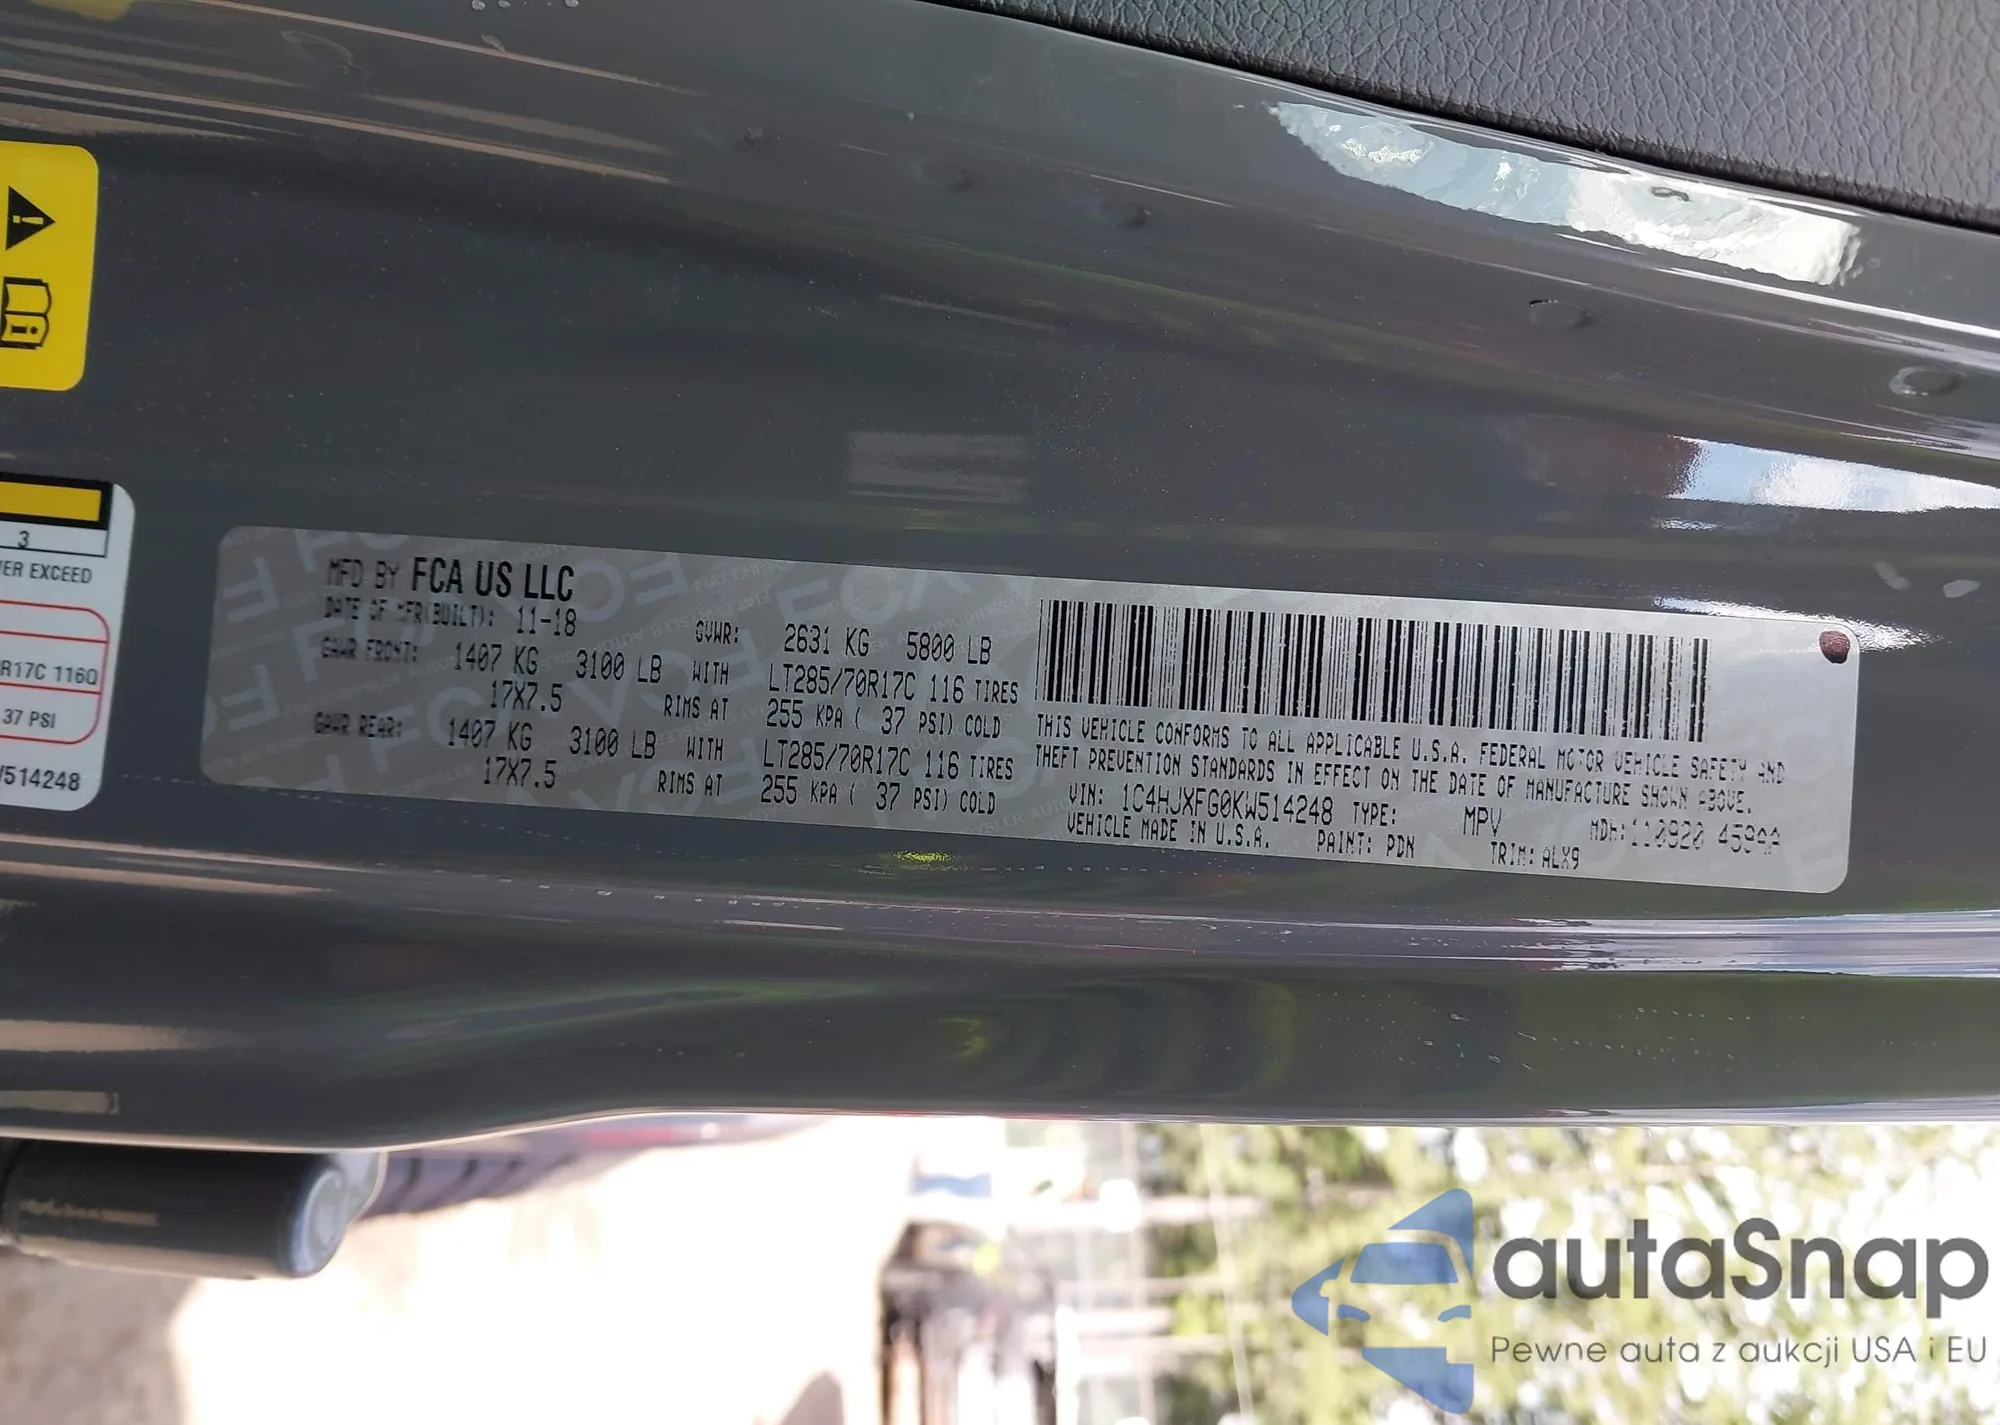 3
ER EXCEED
R17C 116Q
37 PSI
514248
MFD BY FCA US LLC
DATE OF MFR(BUILT): 11-18
GVWR: 2631 KG 5800 LB
GAWR FRONT: 1407 KG 3100 LB WITH LT285/70R17C 116 TIRES
17X7.5 RIMS AT 255 KPA ( 37 PSI) COLD
GAWR REAR: 1407 KG 3100 LB WITH LT285/70R17C 116 TIRES
17X7.5 RIMS AT 255 KPA ( 37 PSI) COLD
THIS VEHICLE CONFORMS TO ALL APPLICABLE U.S.A. FEDERAL MOTOR VEHICLE SAFETY AND
THEFT PREVENTION STANDARDS IN EFFECT ON THE DATE OF MANUFACTURE SHOWN ABOVE.
VIN: 1C4HJXFG0KW514248 TYPE: MPV MDH:110920 459AA
VEHICLE MADE IN U.S.A. PAINT: PDN TRIM: ALX9
autaSnap
Pewne auta z aukcji USA i EU